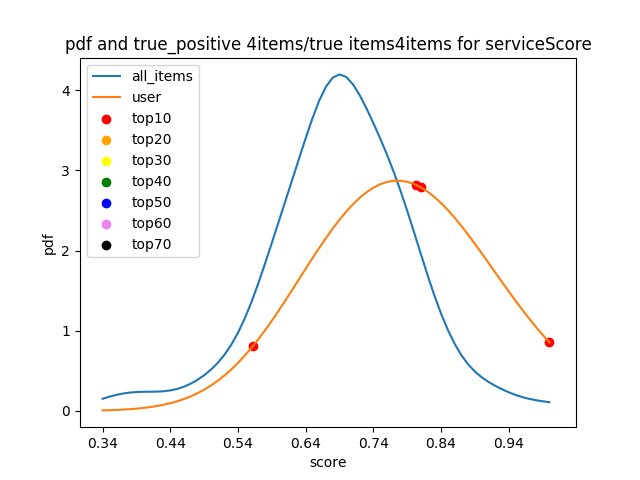 pdf and true_positive 4items/true items4items for serviceScore
all_items
user
top10
top20
top30
top40
top50
top60
top70
4
3
2
1
0
pdf
0.34 0.44 0.54 0.64 0.74 0.84 0.94
score